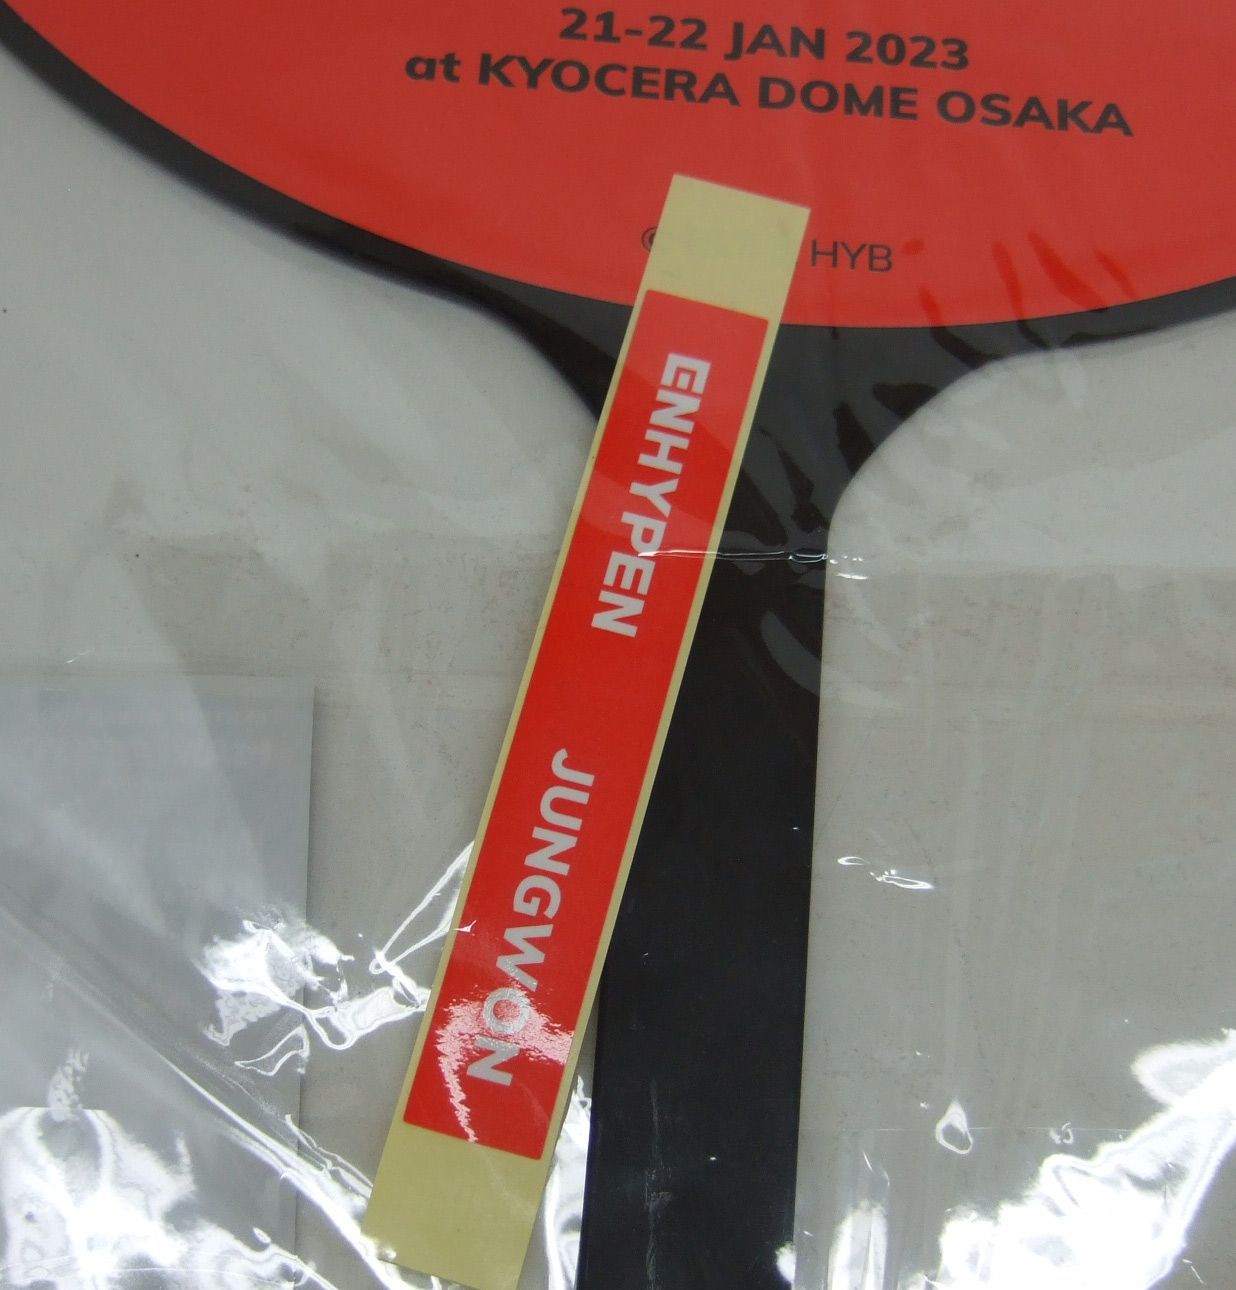 21-22 JAN 2023
at KYOCERA DOME OSAKA
© HYB
ENHYPEN JUNGWON